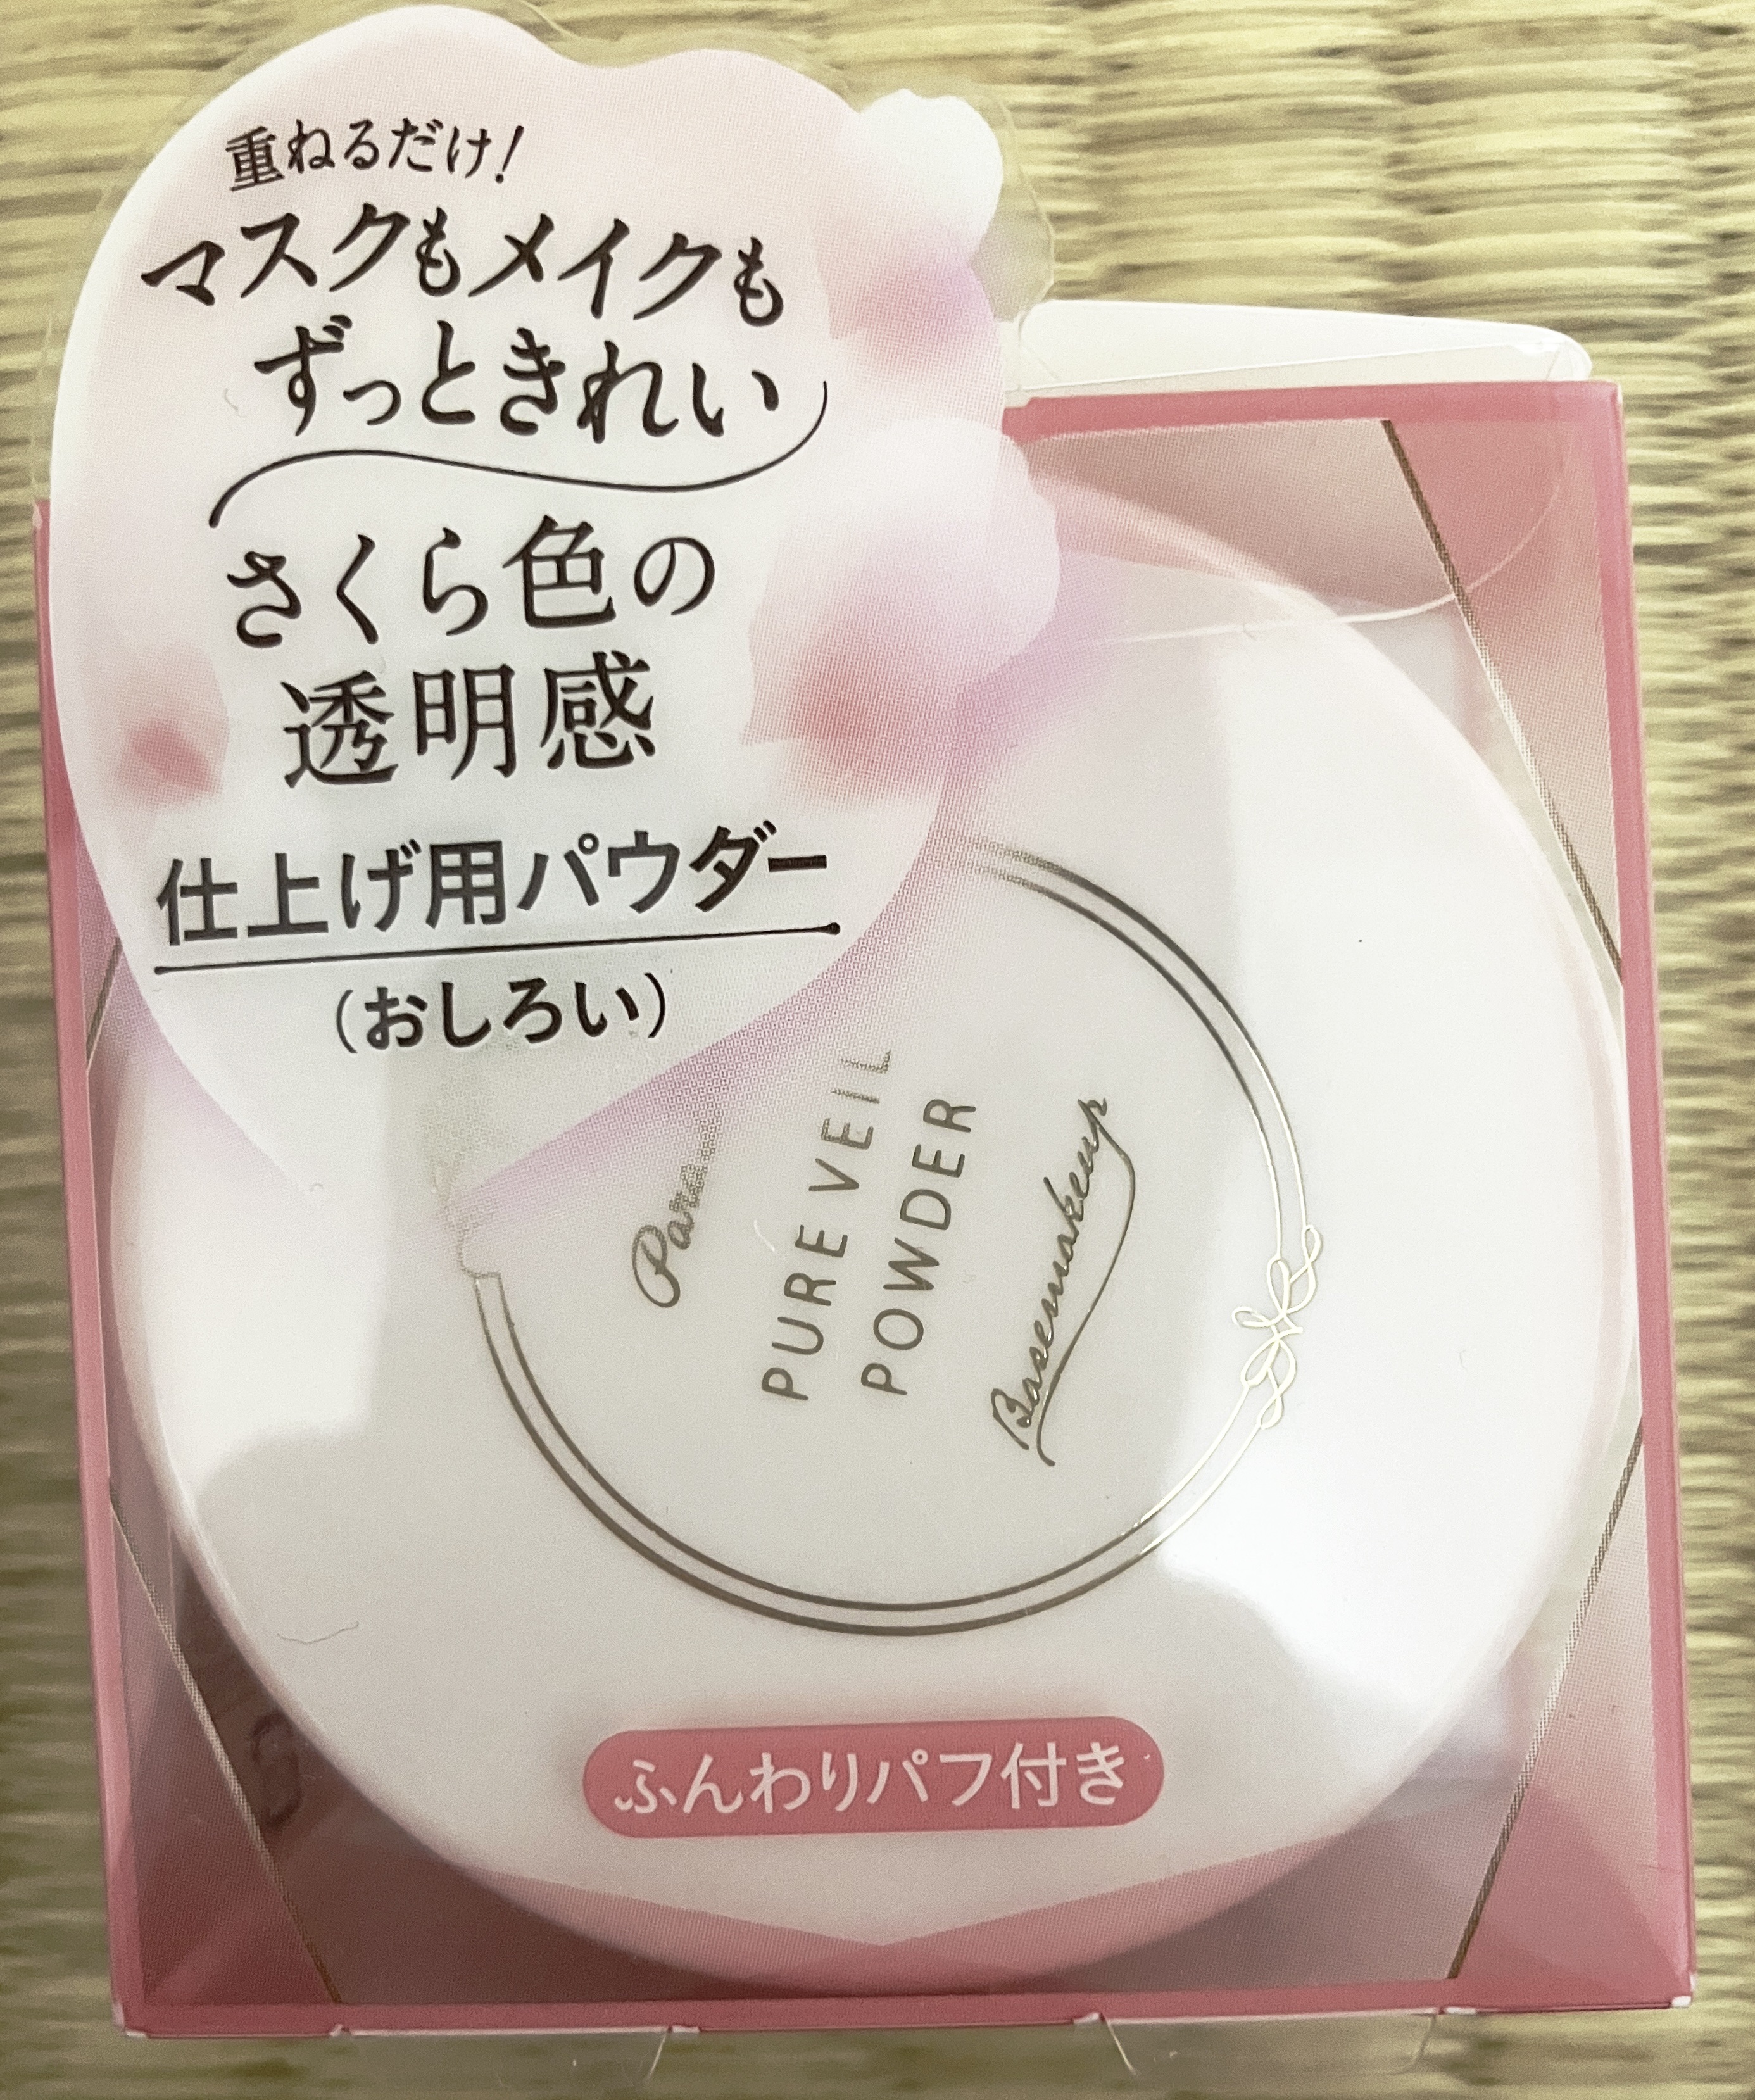 重ねるだけ!
マスクもメイクも
ずっときれい
さくら色の
透明感
仕上げ用パウダー
(おしろい)
PURE VEIL
POWDER
Basemakeup
ふんわりパフ付き